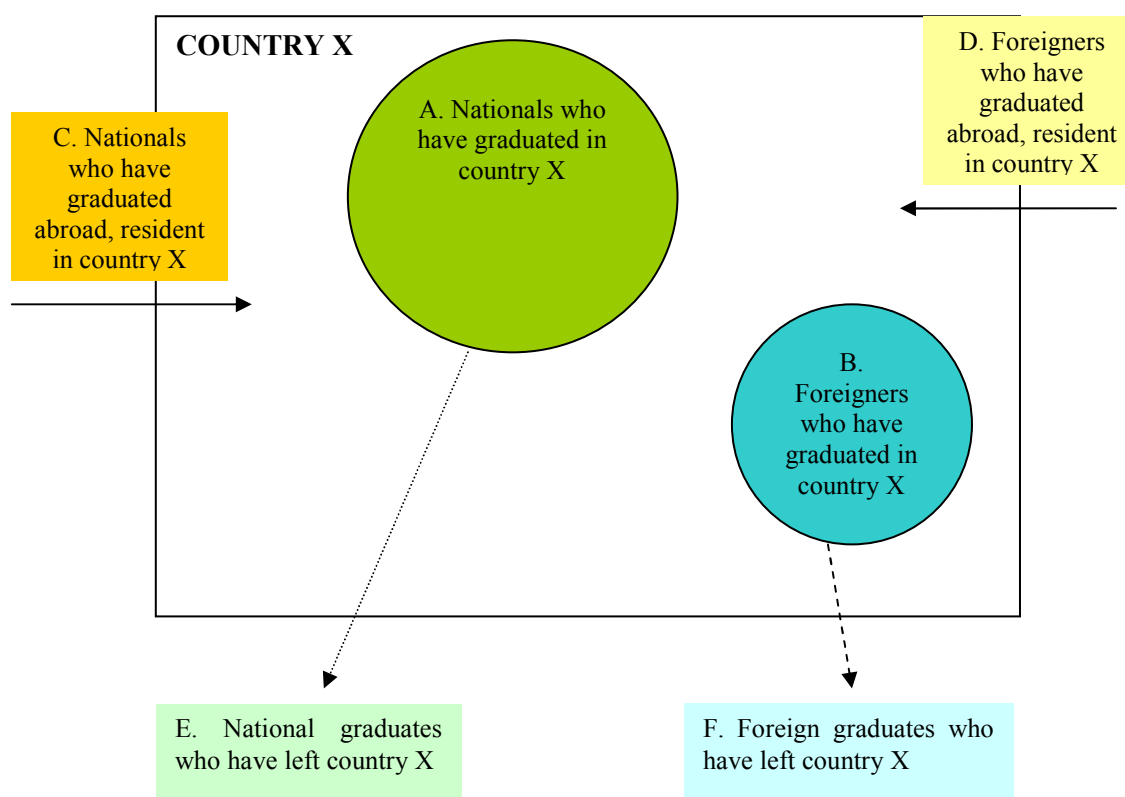 COUNTRY X
A. Nationals who
have graduated in
country X
D. Foreigners
who have
graduated
abroad, resident
in country X
C. Nationals
who have
graduated
abroad, resident
in country X
B.
Foreigners
who have
graduated in
country X
E. National graduates
who have left country X
F. Foreign graduates who
have left country X